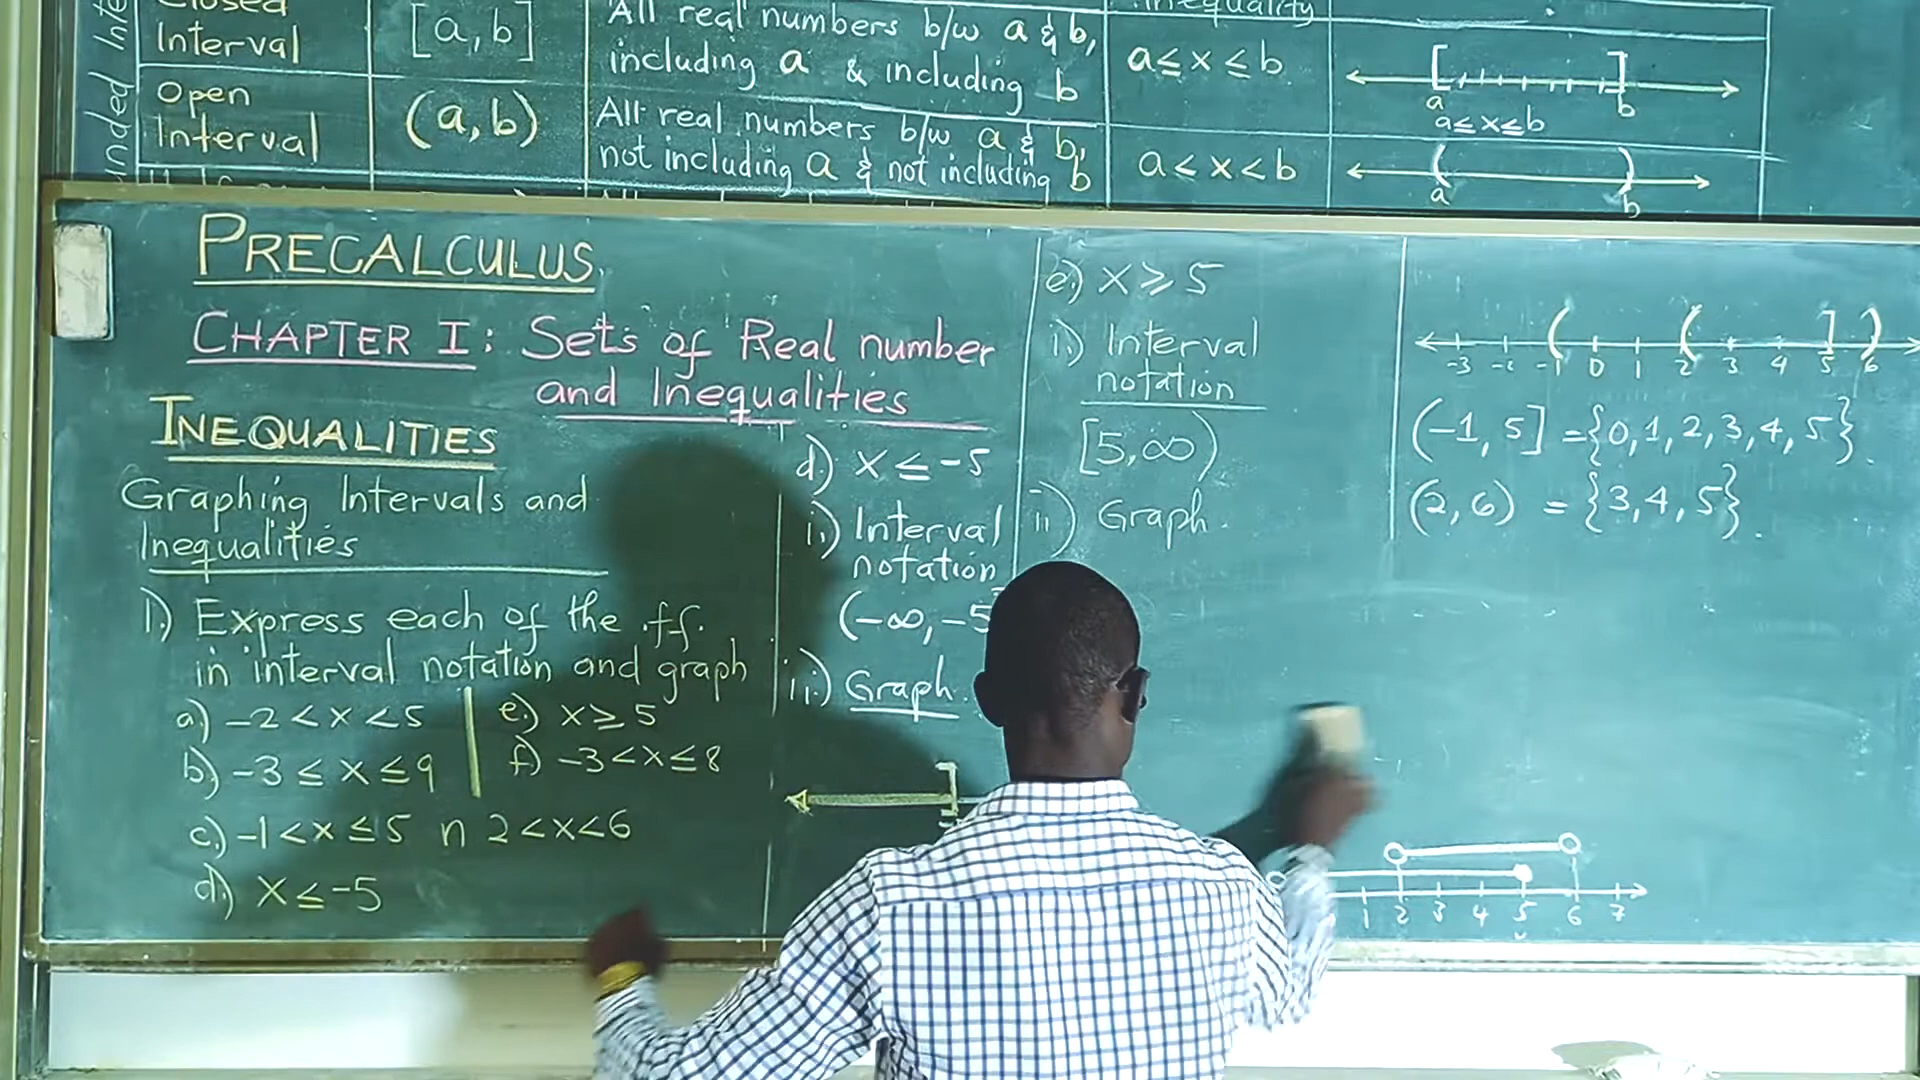 Closed
Interval
[a,b]
All real numbers b/w a & b,
including a & including b
inequality
a≤x≤b
[ ]
a b
a≤x≤b
Open
Interval
(a,b)
All real numbers b/w a & b,
not including a & not including b
a<x<b
( )
a b
PRECALCULUS
CHAPTER I: Sets of Real number
and Inequalities
INEQUALITIES
Graphing Intervals and
Inequalities
1.) Express each of the ff.
in interval notation and graph
a.) -2<x<5
b.) -3≤x≤9
c.) -1<x≤5 n 2<x<6
d.) x≤-5
e.) x≥5
f.) -3<x≤8
d.) x≤-5
i.) Interval
notation
(-∞,-5
ii.) Graph.
]
e.) x≥5
i.) Interval
notation
[5,∞)
ii) Graph.
( ( ] )
-3 -2 -1 0 1 2 3 4 5 6
(-1,5] ={0,1,2,3,4,5}.
(2,6) = {3,4,5}.
1 2 3 4 5 6 7